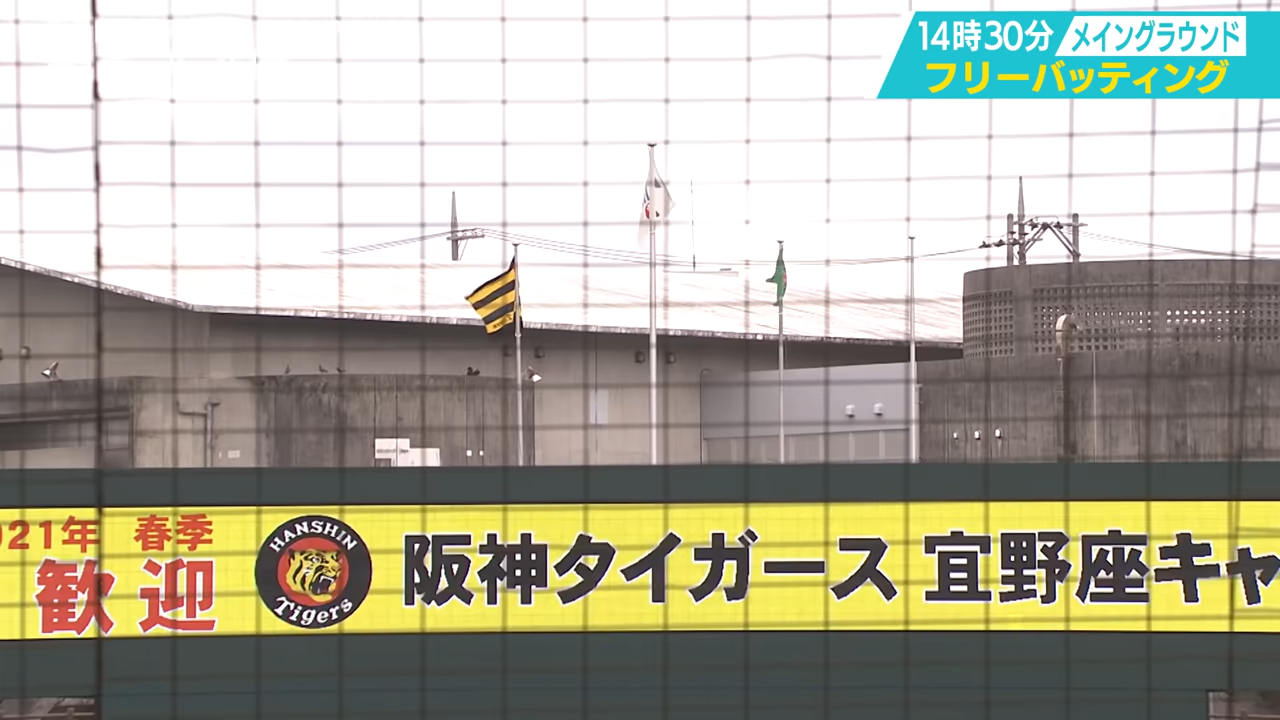 14時30分 メイングラウンド
フリーバッティング
021年 春季
歓迎
HANSHIN
Tigers
阪神タイガース 宜野座キャ